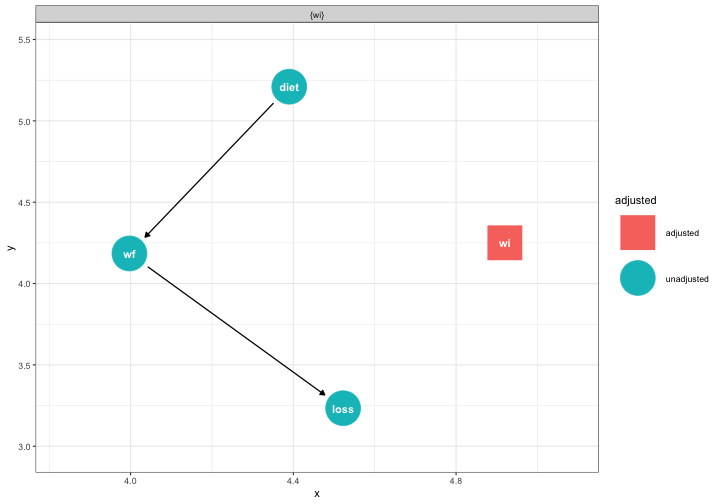 {wi}
5.5
5.0
4.5
4.0
3.5
3.0
y
diet
wf
wi
loss
4.0 4.4 4.8
x
adjusted
adjusted
unadjusted